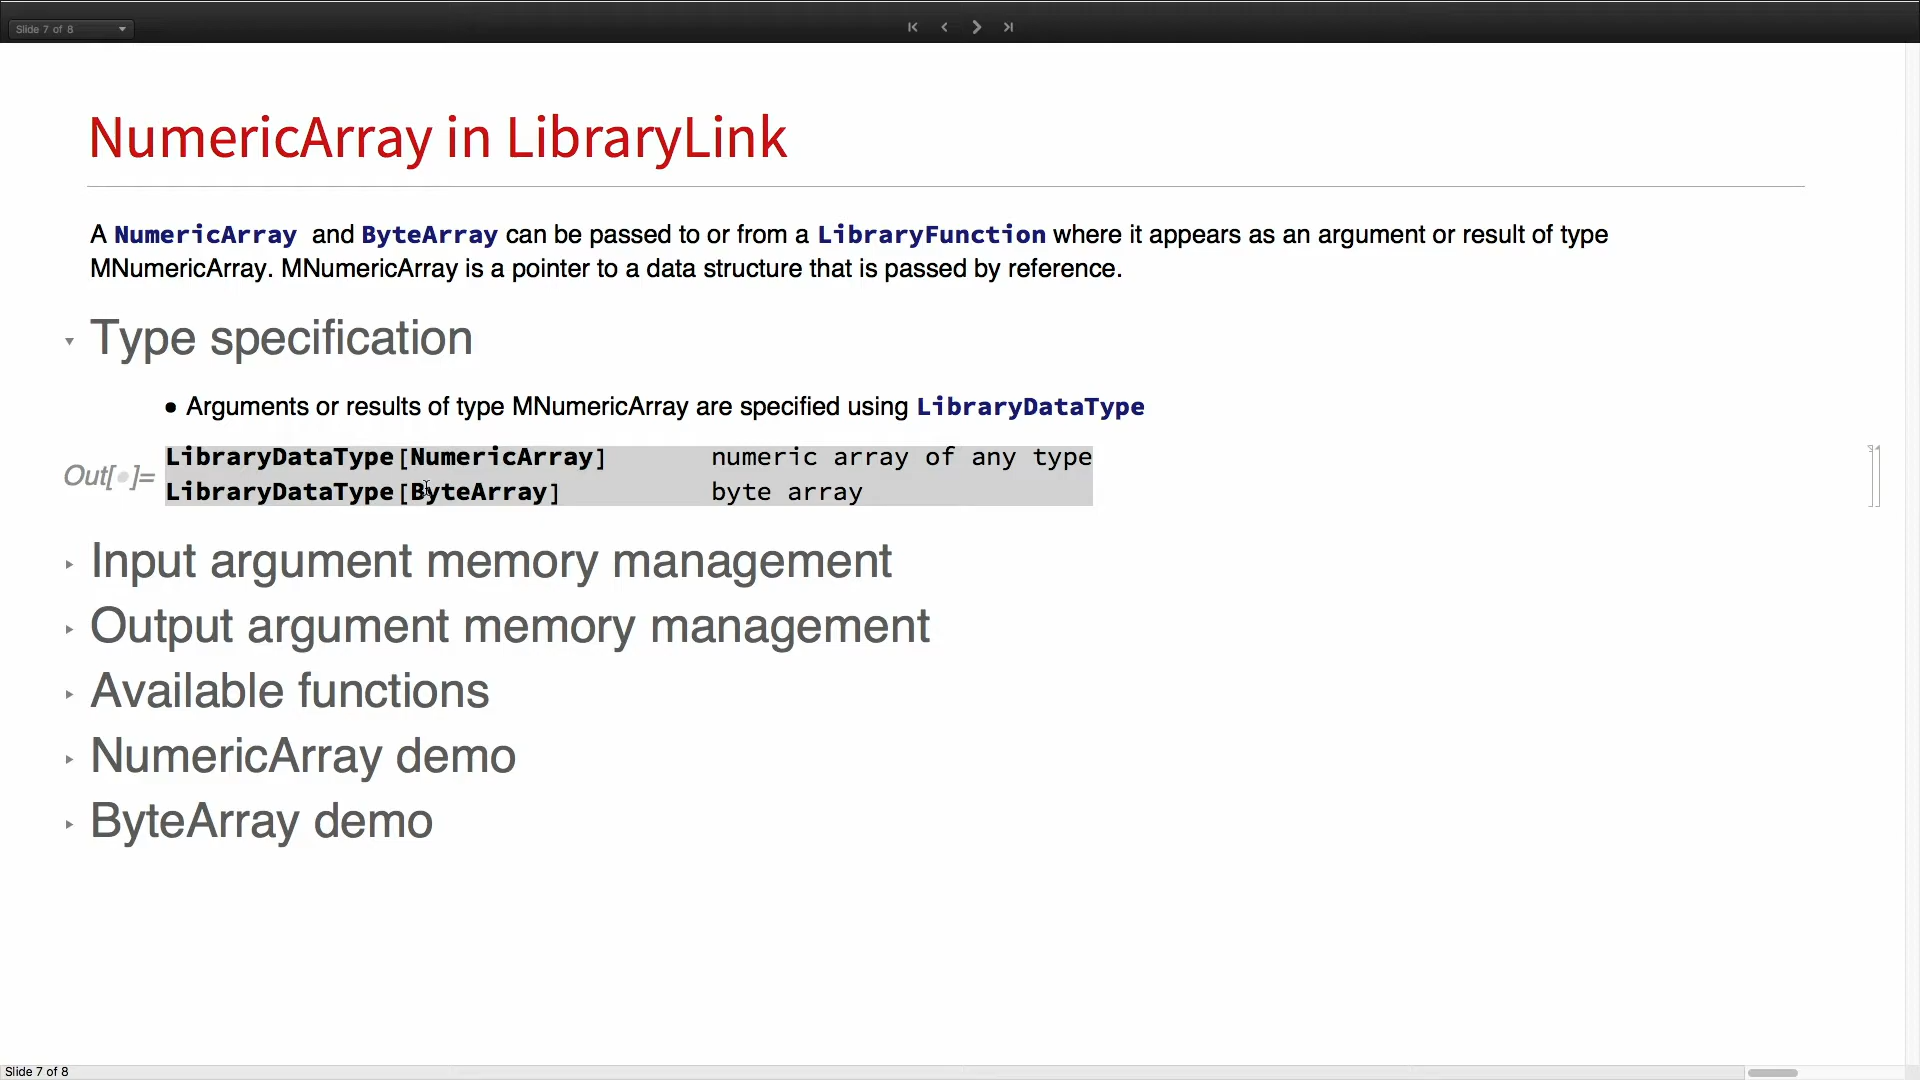 Slide 7 of 8
NumericArray in LibraryLink
A NumericArray and ByteArray can be passed to or from a LibraryFunction where it appears as an argument or result of type
MNumericArray. MNumericArray is a pointer to a data structure that is passed by reference.
Type specification
• Arguments or results of type MNumericArray are specified using LibraryDataType
Out[•]=
LibraryDataType[NumericArray] numeric array of any type
LibraryDataType[ByteArray] byte array
Input argument memory management
Output argument memory management
Available functions
NumericArray demo
ByteArray demo
Slide 7 of 8